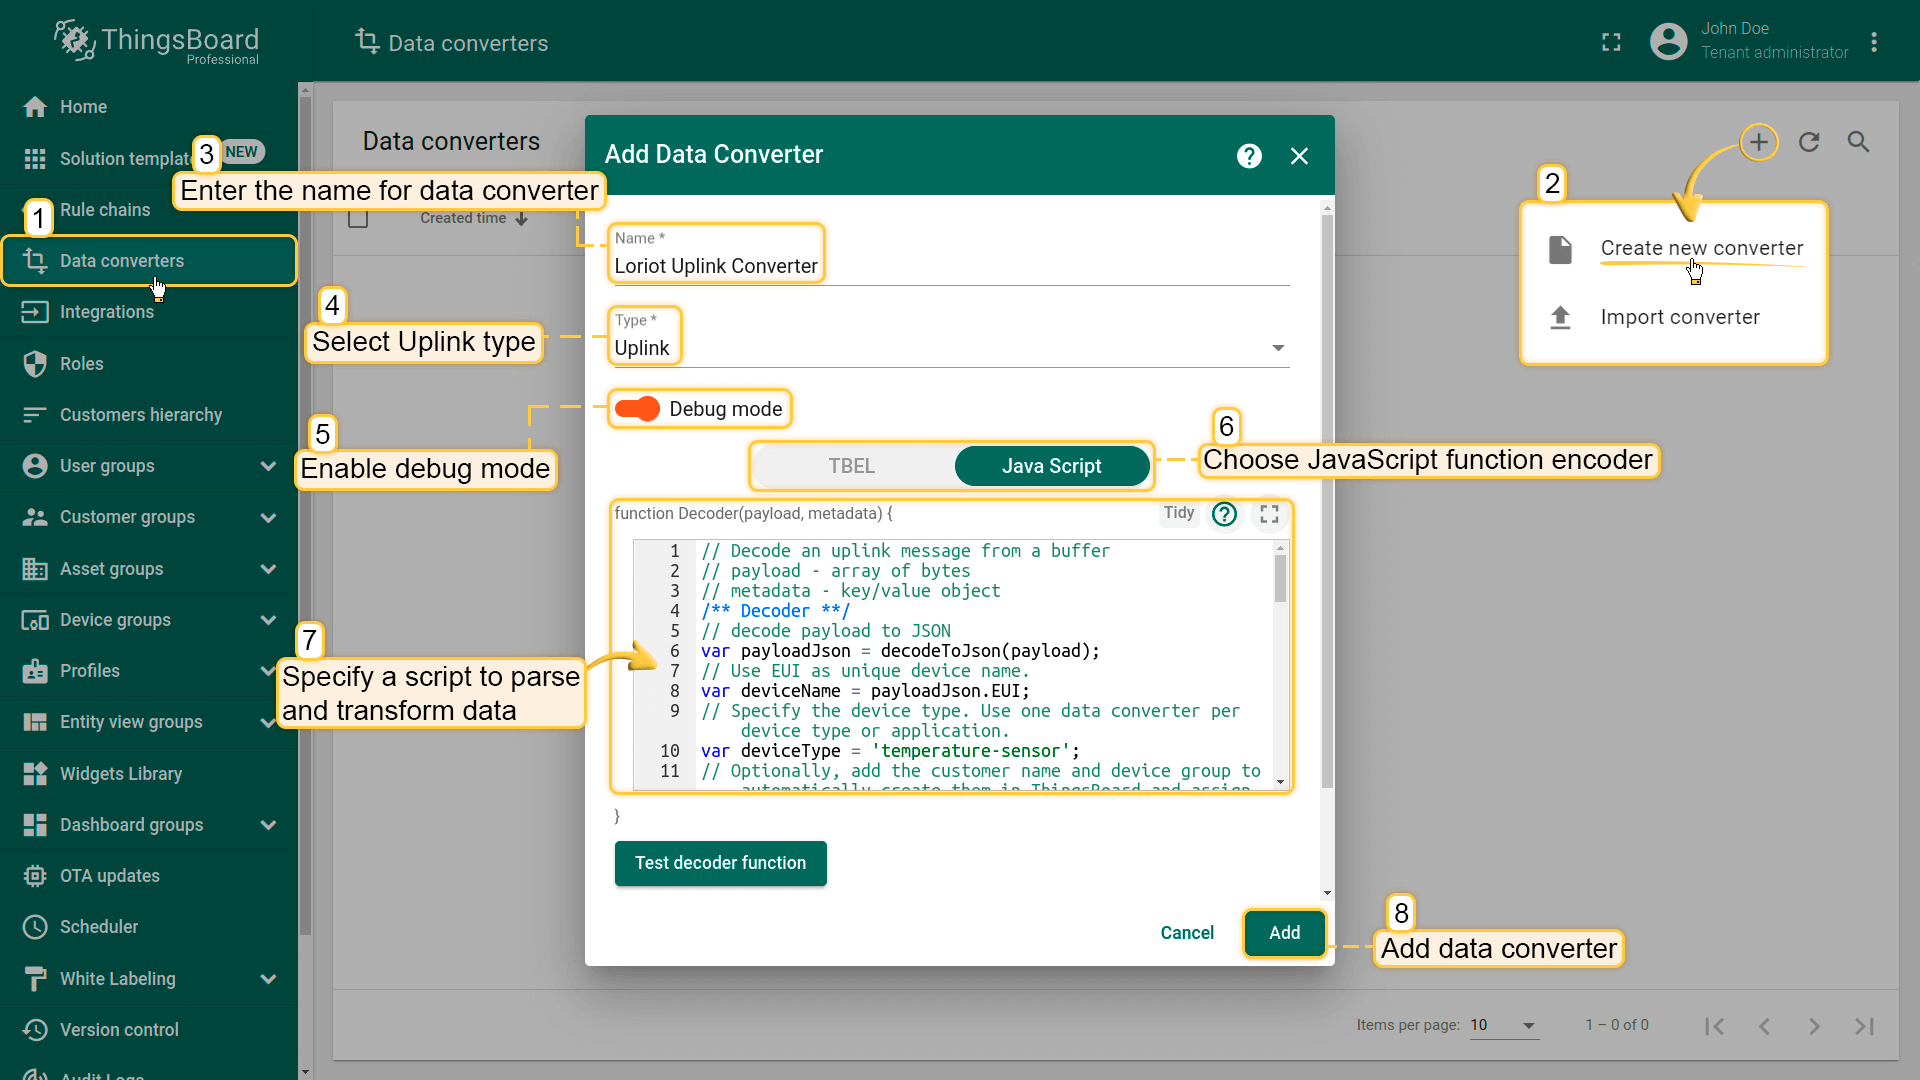 ThingsBoard
Professional
Data converters
John Doe
Tenant administrator
Home
Solution templat
NEW
Rule chains
Data converters
Integrations
Roles
Customers hierarchy
User groups
Customer groups
Asset groups
Device groups
Profiles
Entity view groups
Widgets Library
Dashboard groups
OTA updates
Scheduler
White Labeling
Version control
Audit Logs
Data converters
Created time
1
2
Create new converter
Import converter
3
Enter the name for data converter
4
Select Uplink type
5
Enable debug mode
6
Choose JavaScript function encoder
7
Specify a script to parse
and transform data
8
Add data converter
Add Data Converter
Name *
Loriot Uplink Converter
Type *
Uplink
Debug mode
TBEL
Java Script
function Decoder(payload, metadata) {
Tidy
1 // Decode an uplink message from a buffer
2 // payload - array of bytes
3 // metadata - key/value object
4 /** Decoder **/
5 // decode payload to JSON
6 var payloadJson = decodeToJson(payload);
7 // Use EUI as unique device name.
8 var deviceName = payloadJson.EUI;
9 // Specify the device type. Use one data converter per
device type or application.
10 var deviceType = 'temperature-sensor';
11 // Optionally, add the customer name and device group to
automatically create them in ThingsBoard and assign
}
Test decoder function
Cancel
Add
Items per page: 10
1 – 0 of 0